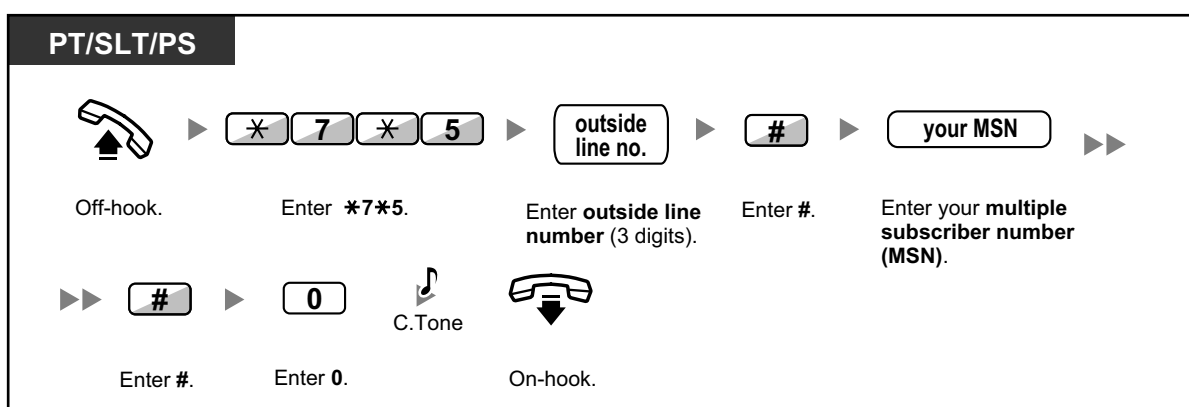 PT/SLT/PS
* 7 * 5
outside
line no.
#
your MSN
Off-hook.
Enter *7*5.
Enter outside line
number (3 digits).
Enter #.
Enter your multiple
subscriber number
(MSN).
#
0
C.Tone
Enter #.
Enter 0.
On-hook.